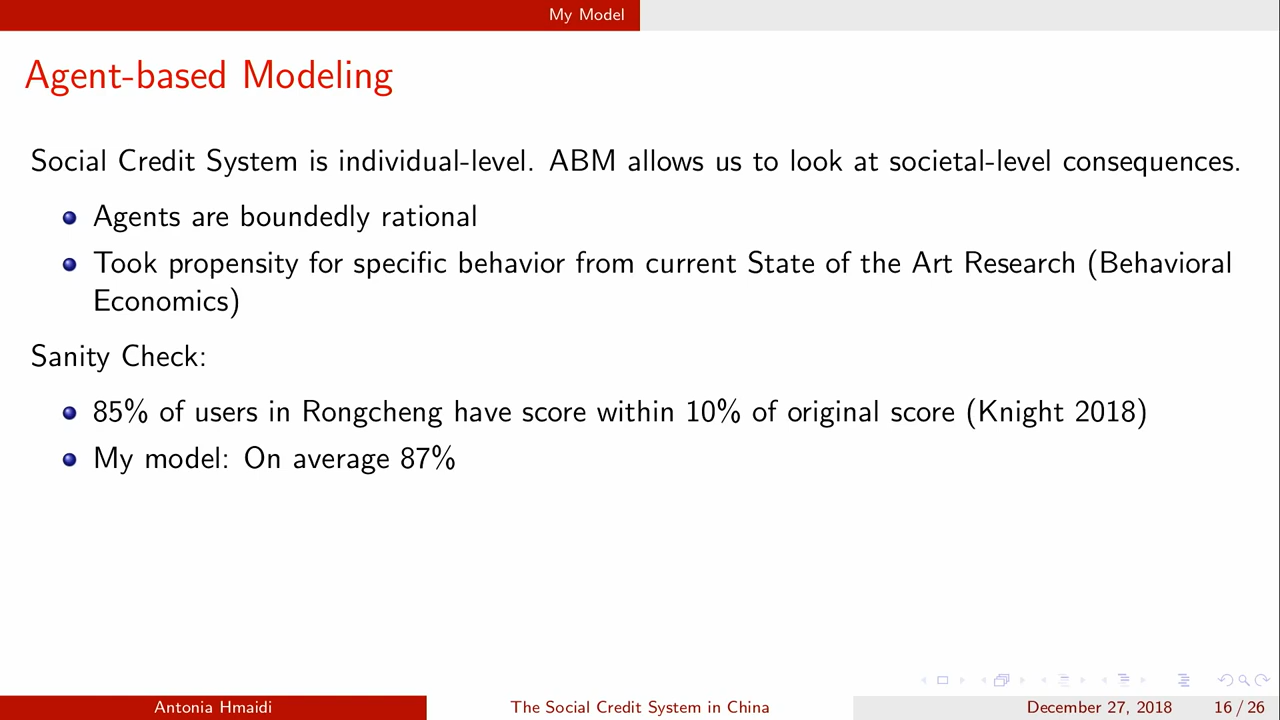 My Model
Agent-based Modeling
Social Credit System is individual-level. ABM allows us to look at societal-level consequences.
Agents are boundedly rational
Took propensity for specific behavior from current State of the Art Research (Behavioral
Economics)
Sanity Check:
85% of users in Rongcheng have score within 10% of original score (Knight 2018)
My model: On average 87%
Antonia Hmaidi
The Social Credit System in China
December 27, 2018
16 / 26